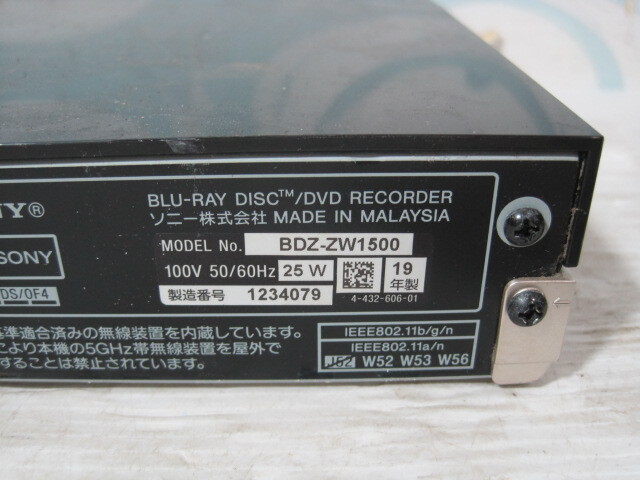 BLU-RAY DISC™/DVD RECORDER
NY®
ソニー株式会社 MADE IN MALAYSIA
MODEL No. BDZ-ZW1500
SONY
100V 50/60Hz 25 W 19年製
DS/0F4
製造番号 1234079 4-432-606-01
準適合済みの無線装置を内蔵しています。
IEEE802.11b/g/n
により本機の5GHz帯無線装置を屋外で
IEEE802.11a/n
することは禁止されています。
J52 W52 W53 W56